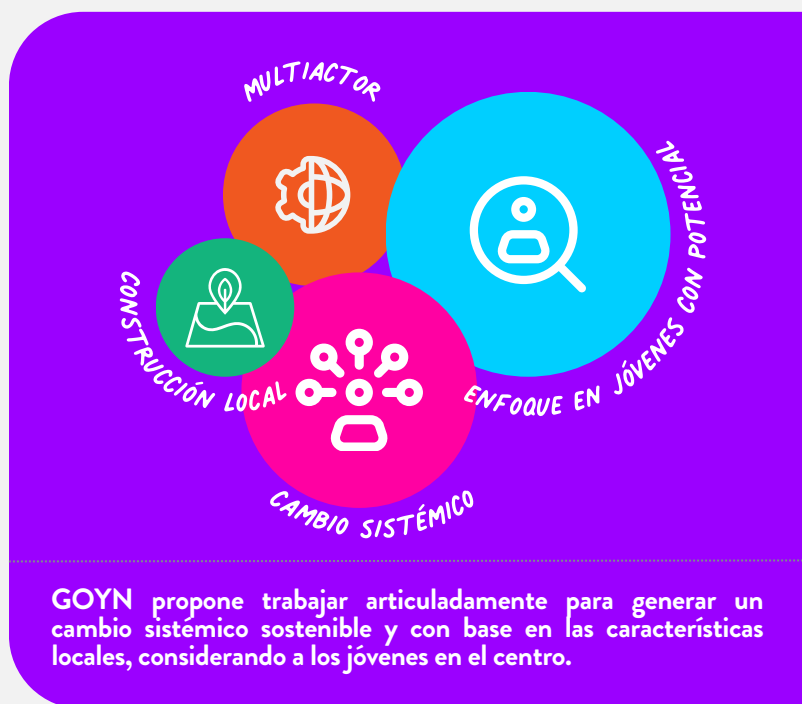 MULTIACTOR
ENFOQUE EN JÓVENES CON POTENCIAL
CONSTRUCCIÓN LOCAL
CAMBIO SISTÉMICO
GOYN propone trabajar articuladamente para generar un
cambio sistémico sostenible y con base en las características
locales, considerando a los jóvenes en el centro.